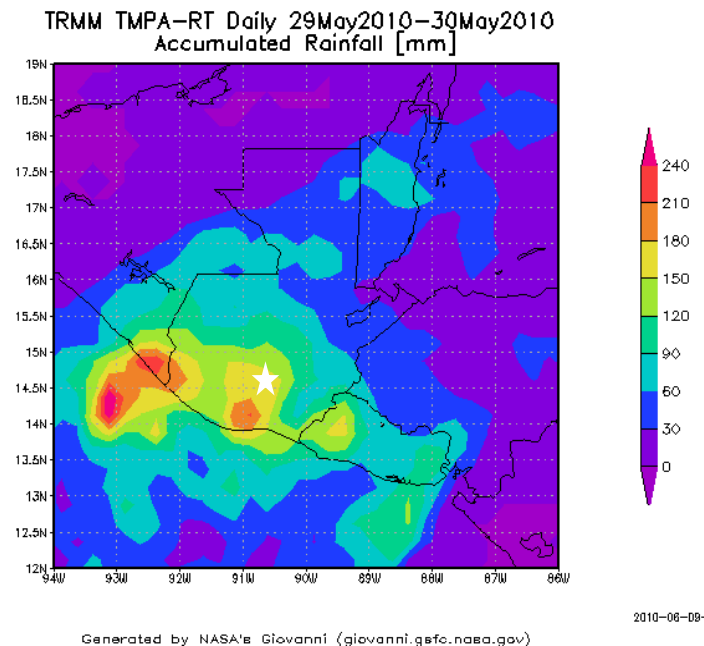 TRMM TMPA-RT Daily 29May2010-30May2010
Accumulated Rainfall [mm]
19N
18.5N
18N
17.5N
17N
16.5N
16N
15.5N
15N
14.5N
14N
13.5N
13N
12.5N
12N
94W 93W 92W 91W 90W 89W 88W 87W 86W
240
210
180
150
120
90
60
30
0
2010-06-09-
Generated by NASA's Giovanni (giovanni.gsfc.nasa.gov)